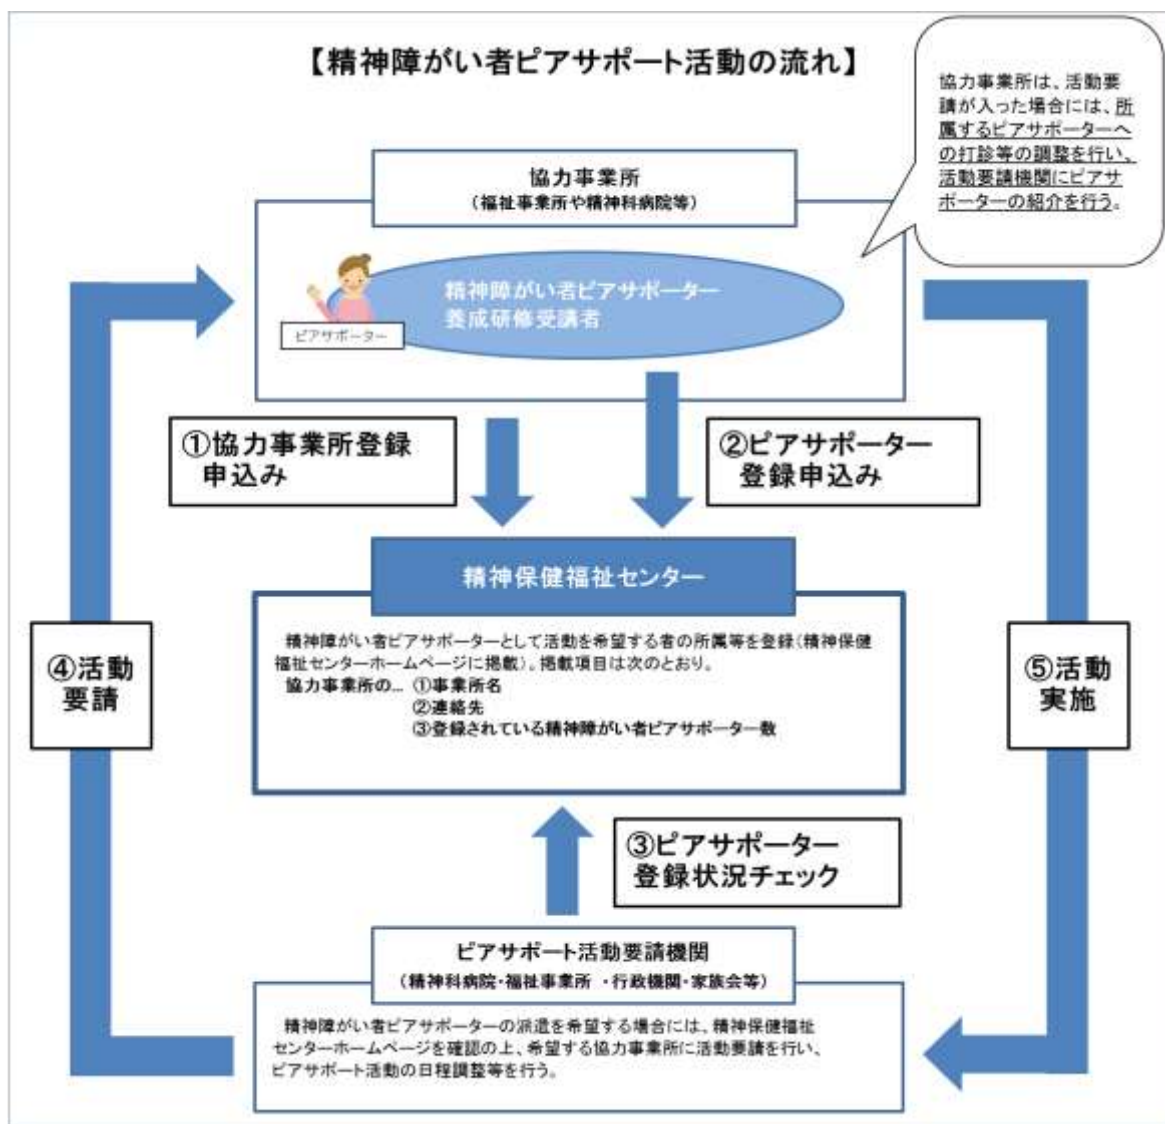 【精神障がい者ピアサポート活動の流れ】
協力事業所は、活動要
請が入った場合には、所
属するピアサポーターへ
の打診等の調整を行い、
活動要請機関にピアサ
ポーターの紹介を行う。
協力事業所
（福祉事業所や精神科病院等）
精神障がい者ピアサポーター
養成研修受講者
ピアサポーター
①協力事業所登録
申込み
②ピアサポーター
登録申込み
精神保健福祉センター
精神障がい者ピアサポーターとして活動を希望する者の所属等を登録（精神保健
福祉センターホームページに掲載）。掲載項目は次のとおり。
協力事業所の… ①事業所名
②連絡先
③登録されている精神障がい者ピアサポーター数
④活動
要請
⑤活動
実施
③ピアサポーター
登録状況チェック
ピアサポート活動要請機関
（精神科病院・福祉事業所 ・行政機関・家族会等）
精神障がい者ピアサポーターの派遣を希望する場合には、精神保健福祉
センターホームページを確認の上、希望する協力事業所に活動要請を行い、
ピアサポート活動の日程調整等を行う。